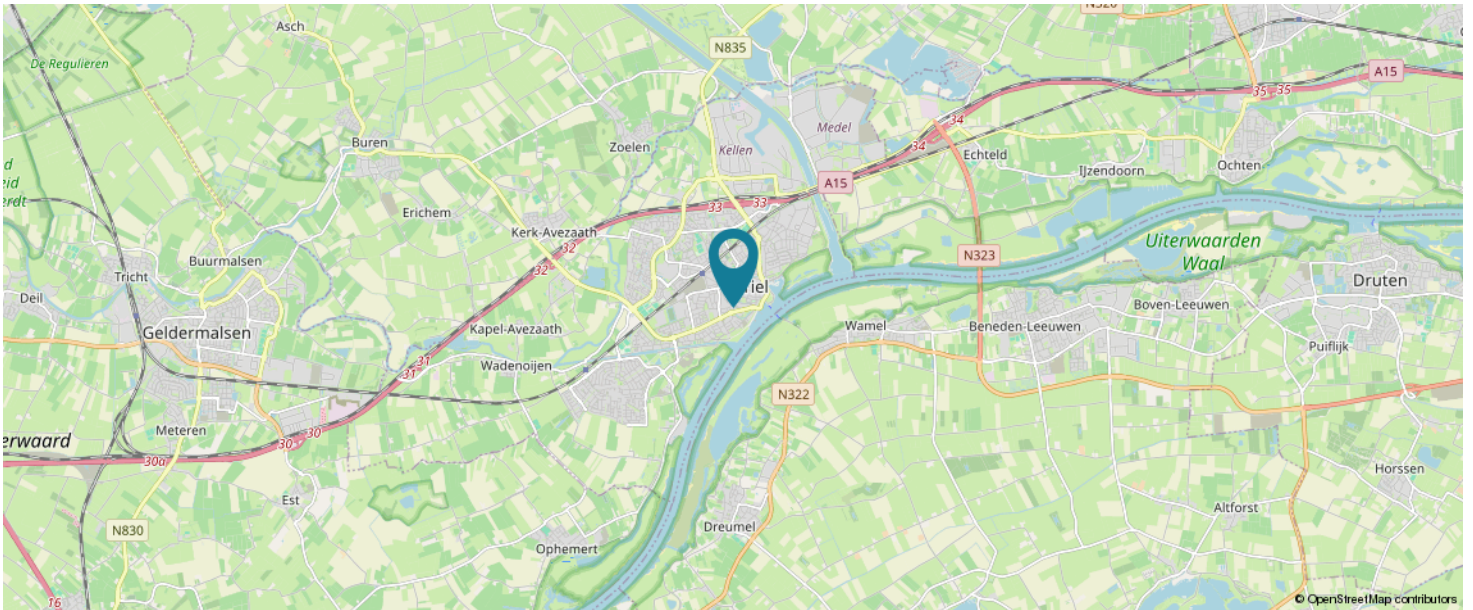 N320
Asch
N835
De Regulieren
A15
35 35
34
Medel
Buren
Zoelen
Kellen
34
Echteld
Ochten
IJzendoorn
A15
33 33
Erichem
Kerk-Avezaath
32
Uiterwaarden
Waal
N323
32
Buurmalsen
Tricht
Deil
iel
Druten
Boven-Leeuwen
Geldermalsen
Kapel-Avezaath
Wamel
Beneden-Leeuwen
Puiflijk
31
Wadenoijen
31
N322
Meteren
erwaard
30 30
30a
Horssen
Est
Altforst
N830
Dreumel
Ophemert
16
© OpenStreetMap contributors